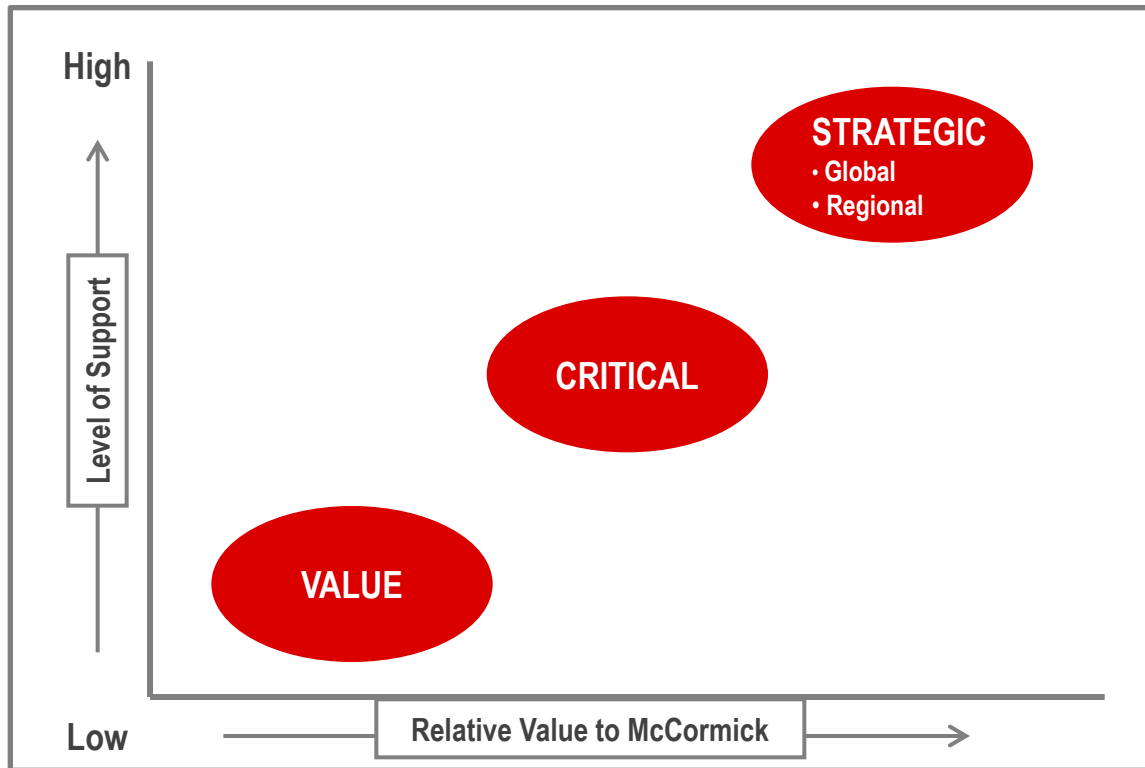 High
STRATEGIC
• Global
• Regional
Level of Support
CRITICAL
VALUE
Low
Relative Value to McCormick